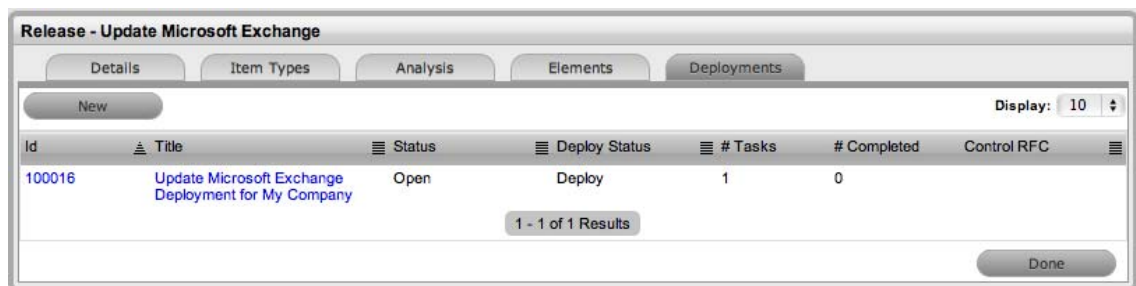 Release - Update Microsoft Exchange
Details Item Types Analysis Elements Deployments
New Display: 10
Id Title Status Deploy Status # Tasks # Completed Control RFC
100016 Update Microsoft Exchange Open Deploy 1 0
Deployment for My Company
1 - 1 of 1 Results
Done